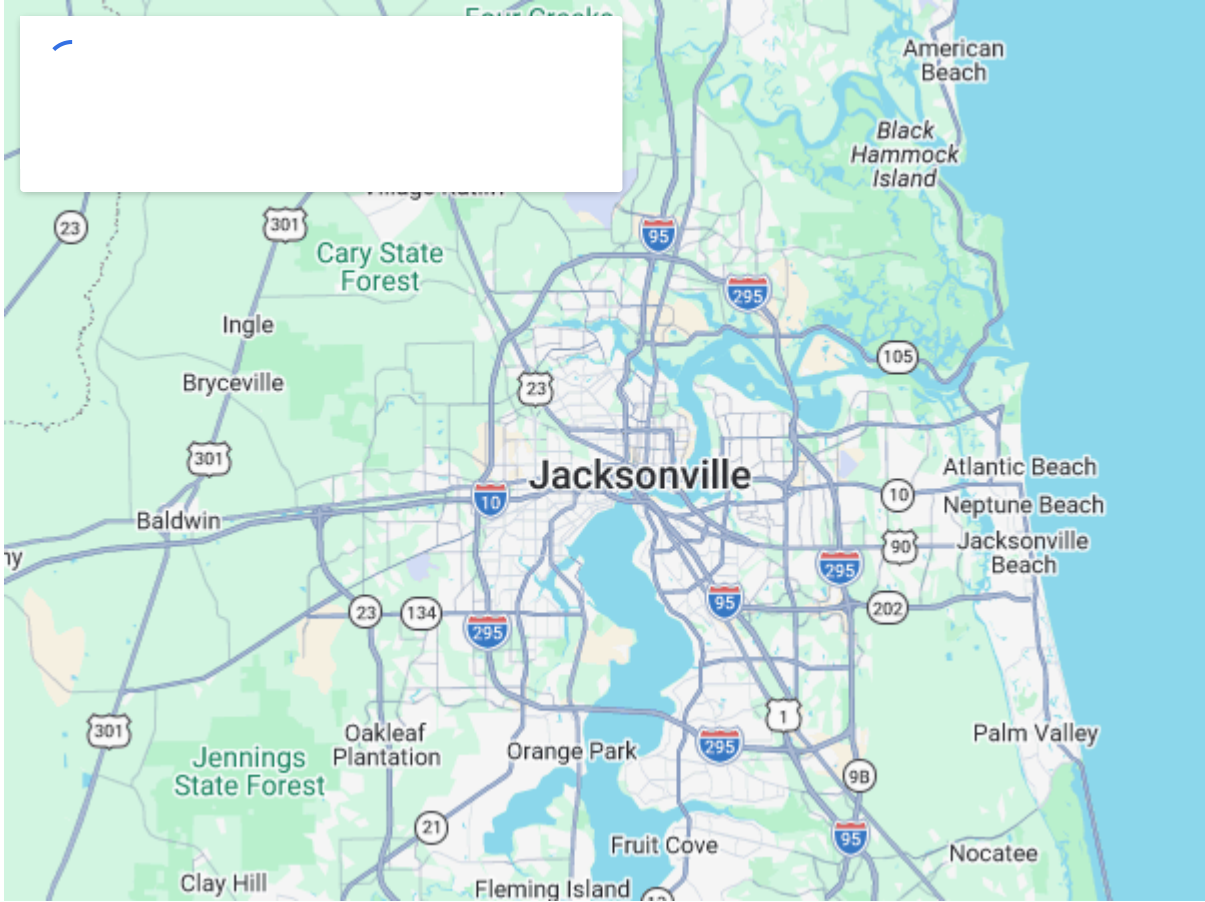 American
Beach
Black
Hammock
Island
23
301
95
Cary State
Forest
295
Ingle
105
Bryceville
23
301
Jacksonville
Atlantic Beach
10
10
Neptune Beach
Baldwin
90
Jacksonville
Beach
295
95
23
134
202
295
301
1
Oakleaf
Plantation
Palm Valley
Jennings
State Forest
Orange Park
295
9B
21
95
Fruit Cove
Nocatee
Clay Hill
Fleming Island